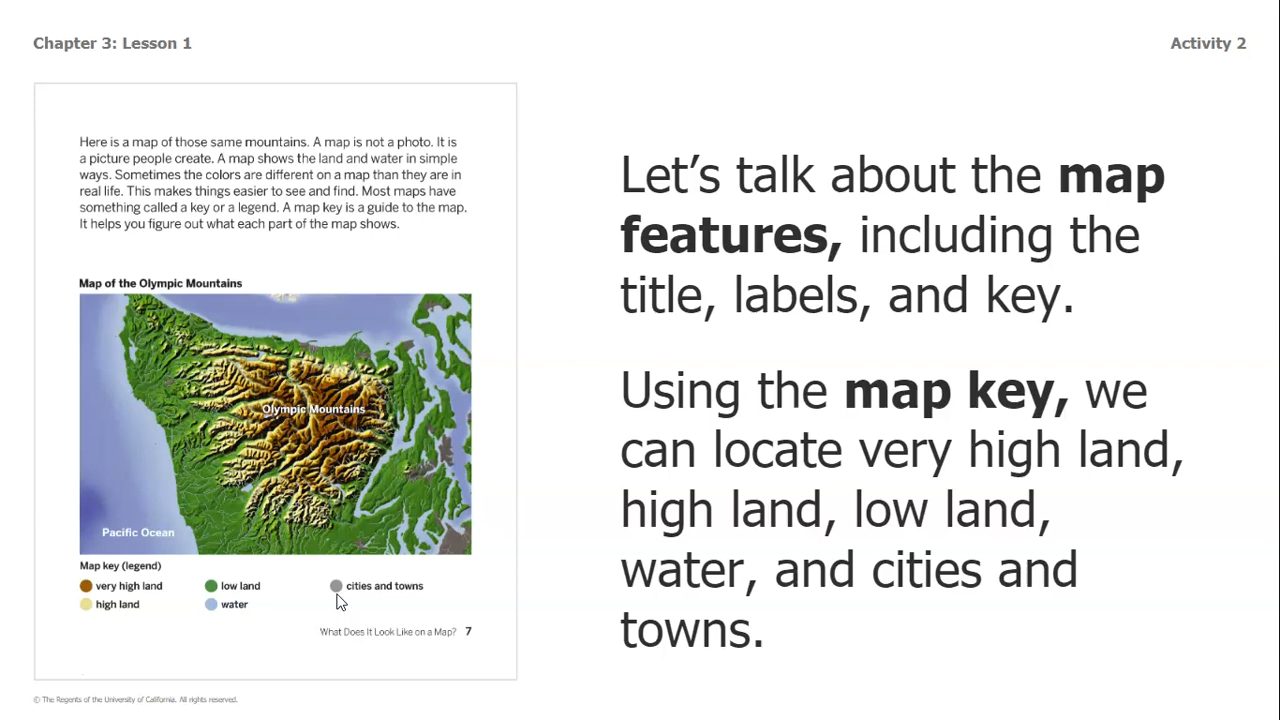 Chapter 3: Lesson 1
Activity 2
Here is a map of those same mountains. A map is not a photo. It is
a picture people create. A map shows the land and water in simple
ways. Sometimes the colors are different on a map than they are in
real life. This makes things easier to see and find. Most maps have
something called a key or a legend. A map key is a guide to the map.
It helps you figure out what each part of the map shows.
Map of the Olympic Mountains
Olympic Mountains
Pacific Ocean
Map key (legend)
very high land
low land
cities and towns
high land
water
What Does It Look Like on a Map? 7
Let’s talk about the map
features, including the
title, labels, and key.
Using the map key, we
can locate very high land,
high land, low land,
water, and cities and
towns.
© The Regents of the University of California. All rights reserved.